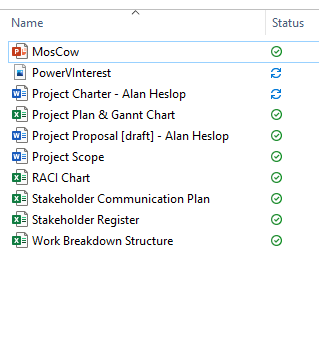 Name Status
MosCow
PowerVInterest
Project Charter - Alan Heslop
Project Plan & Gannt Chart
Project Proposal [draft] - Alan Heslop
Project Scope
RACI Chart
Stakeholder Communication Plan
Stakeholder Register
Work Breakdown Structure